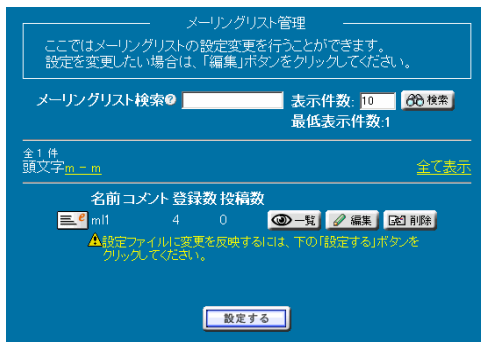 メーリングリスト管理
ここではメーリングリストの設定変更を行うことができます。
設定を変更したい場合は、「編集」ボタンをクリックしてください。
メーリングリスト検索? 表示件数: 10 検索
最低表示件数:1
全1件
頭文字m - m 全て表示
名前 コメント 登録数 投稿数
ml1 4 0 一覧 編集 削除
設定ファイルに変更を反映するには、下の「設定する」ボタンを
クリックしてください。
設定する